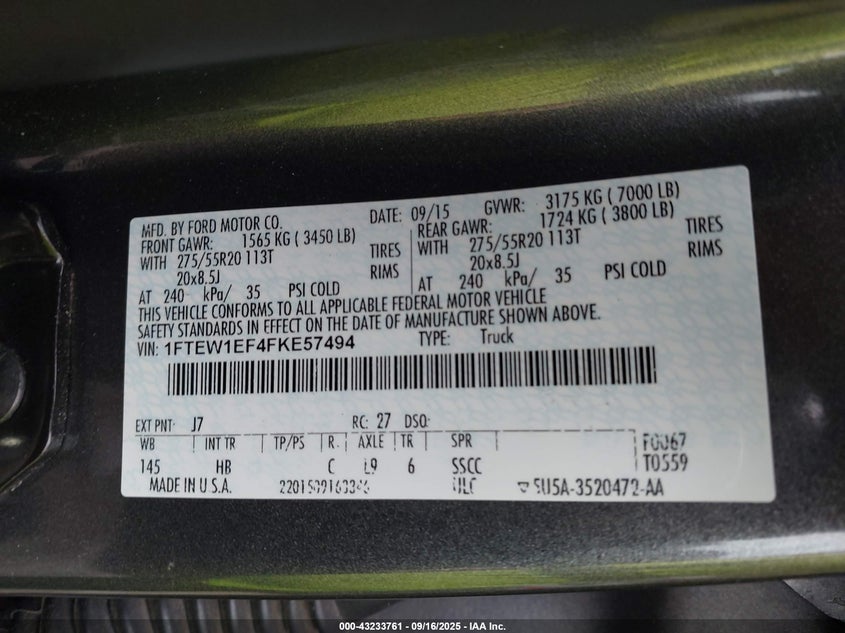 MFD. BY FORD MOTOR CO. DATE: 09/15 GVWR: 3175 KG ( 7000 LB)
FRONT GAWR: 1565 KG ( 3450 LB) REAR GAWR: 1724 KG ( 3800 LB)
WITH 275/55R20 113T TIRES WITH 275/55R20 113T TIRES
20x8.5J RIMS 20x8.5J RIMS
AT 240 kPa/ 35 PSI COLD AT 240 kPa/ 35 PSI COLD
THIS VEHICLE CONFORMS TO ALL APPLICABLE FEDERAL MOTOR VEHICLE
SAFETY STANDARDS IN EFFECT ON THE DATE OF MANUFACTURE SHOWN ABOVE.
VIN: 1FTEW1EF4FKE57494 TYPE: Truck
EXT PNT: J7 RC: 27 DSO:
WB INT TR TP/PS R. AXLE TR SPR F0067
145 HB C L9 6 SSCC T0559
MADE IN U.S.A. ULC 5U5A-3520472-AA
000-43233761 - 09/16/2025 - IAA Inc.